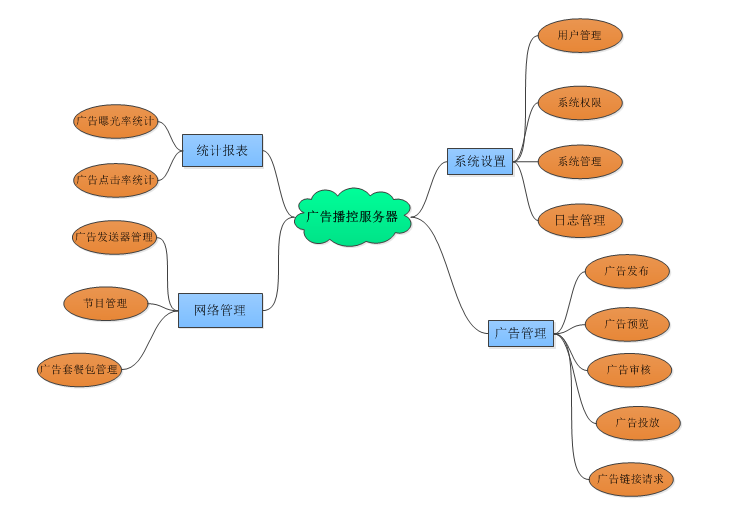 广告播控服务器
统计报表
广告曝光率统计
广告点击率统计
网络管理
广告发送器管理
节目管理
广告套餐包管理
系统设置
用户管理
系统权限
系统管理
日志管理
广告管理
广告发布
广告预览
广告审核
广告投放
广告链接请求